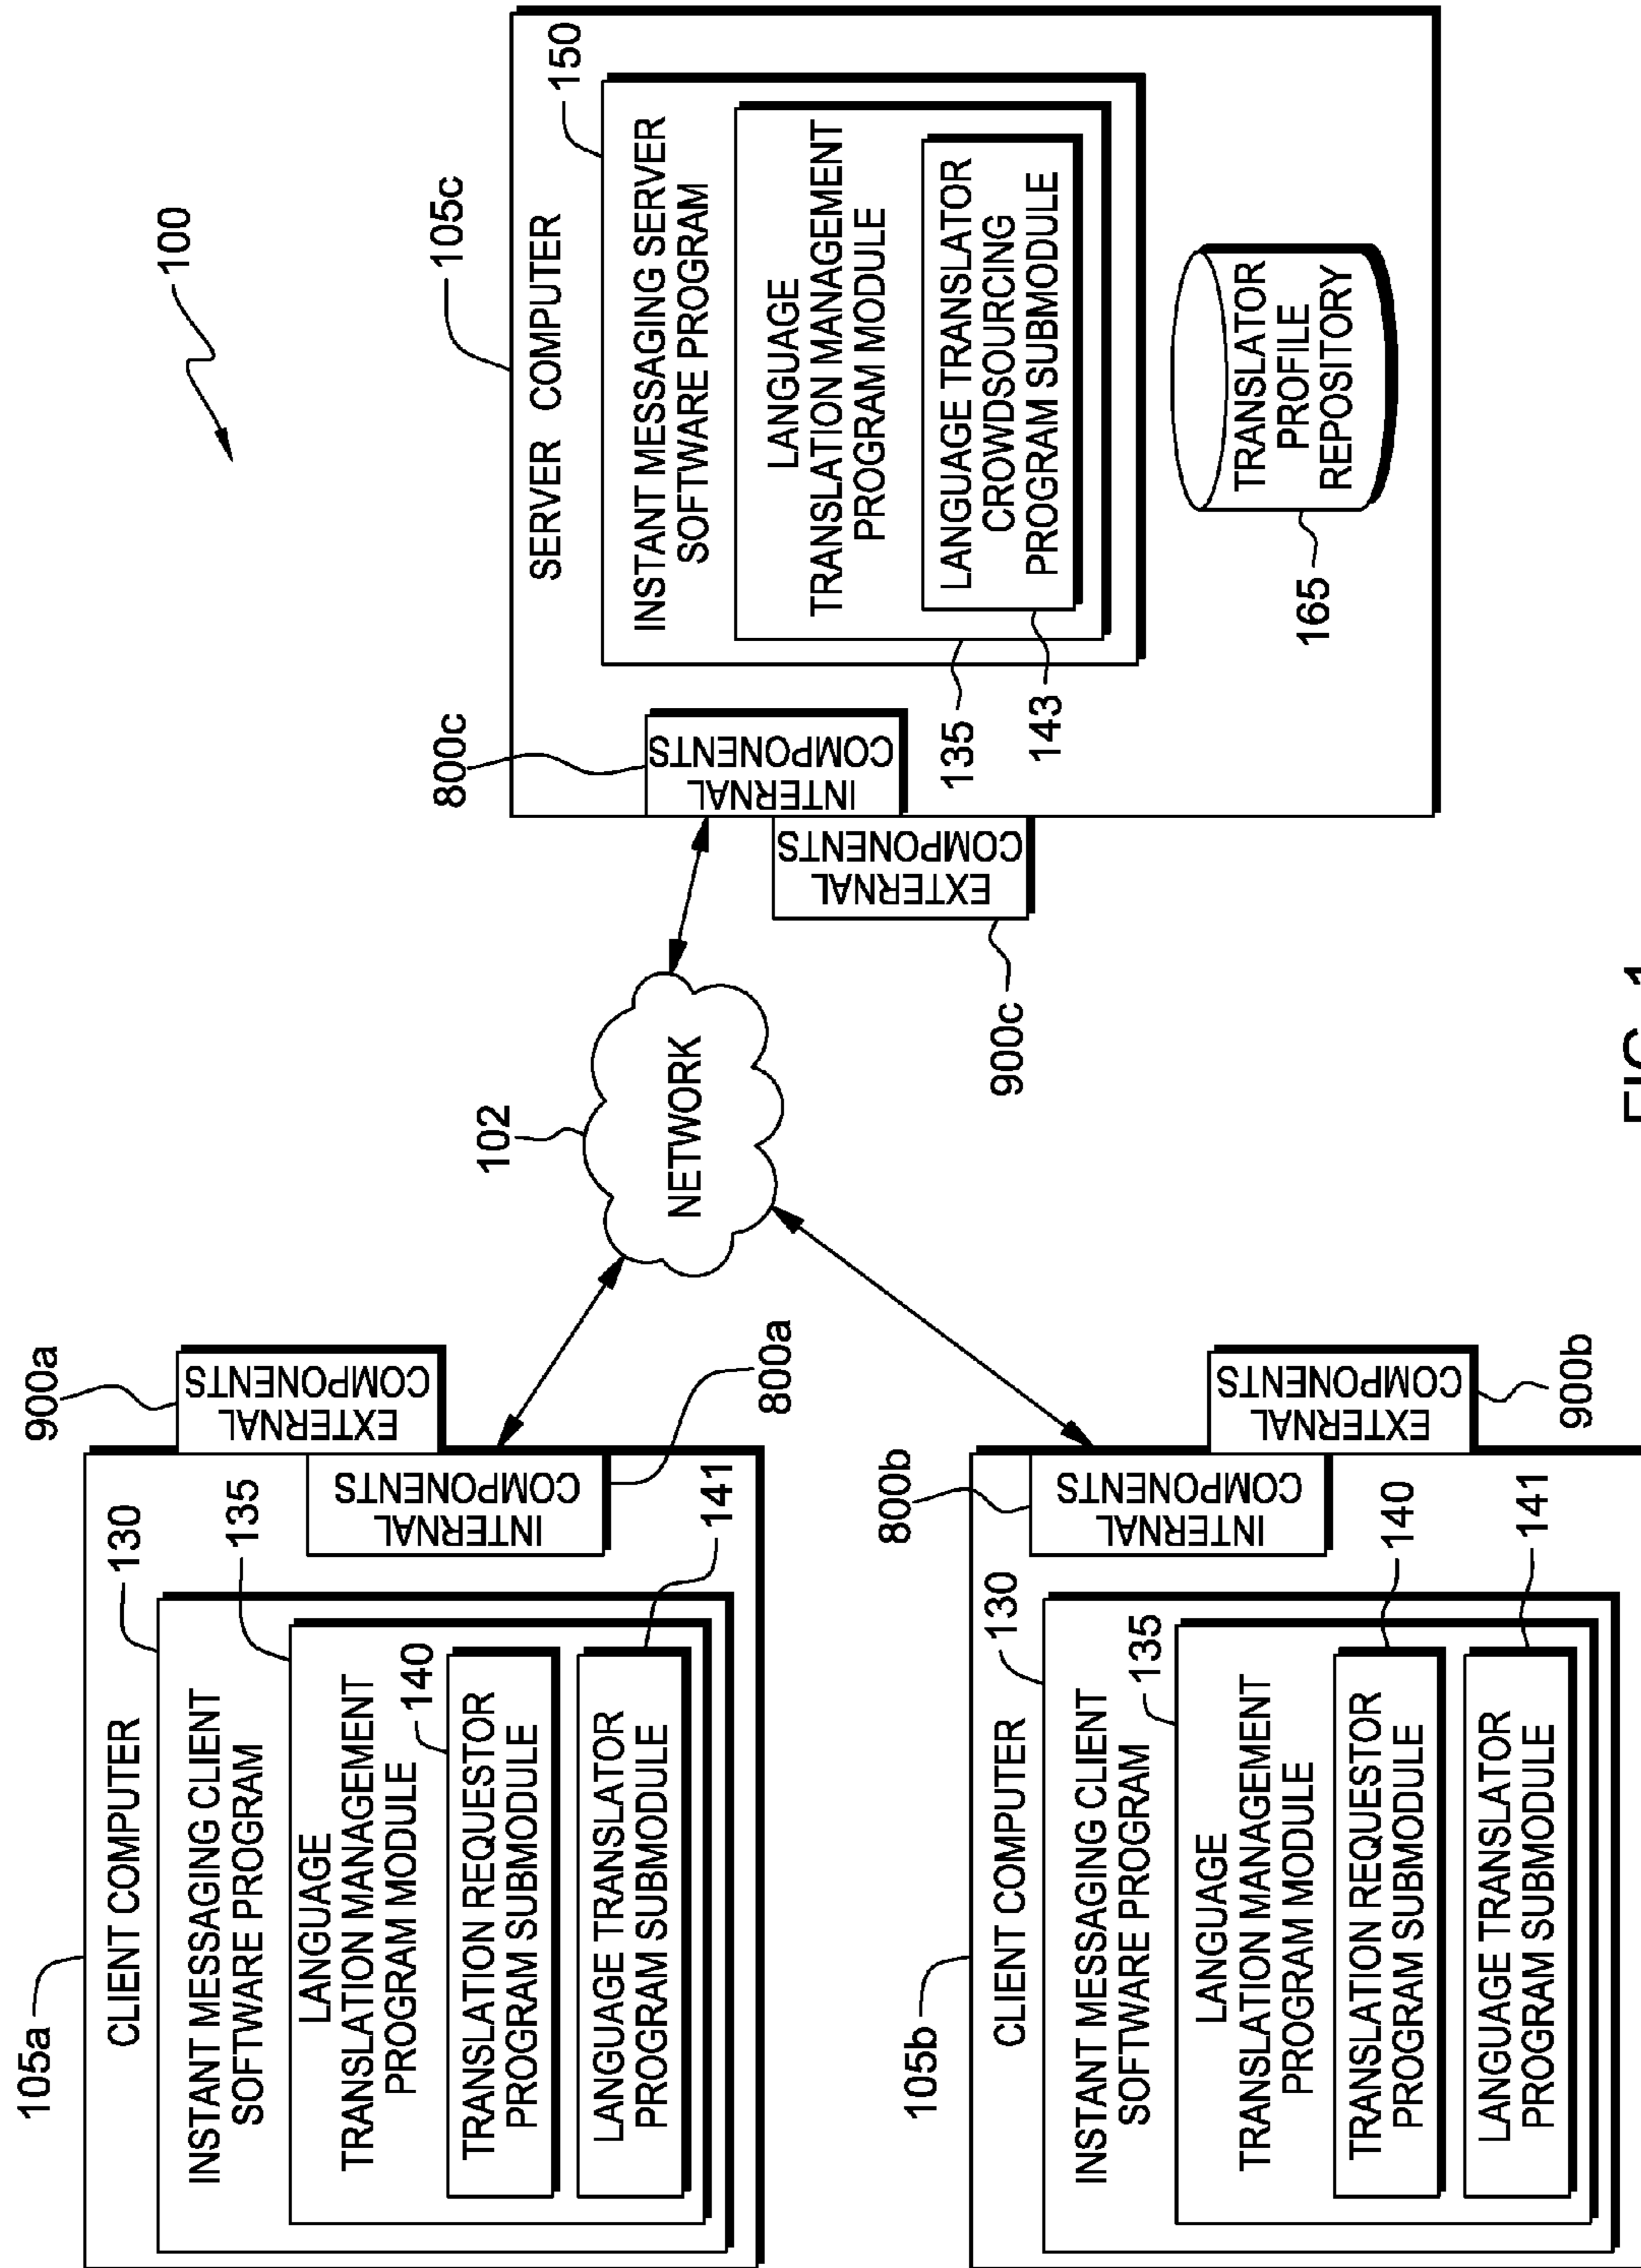 100
105a
CLIENT COMPUTER
130
INSTANT MESSAGING CLIENT
SOFTWARE PROGRAM
135
LANGUAGE
TRANSLATION MANAGEMENT
PROGRAM MODULE
140
TRANSLATION REQUESTOR
PROGRAM SUBMODULE
LANGUAGE TRANSLATOR
PROGRAM SUBMODULE
141
INTERNAL
COMPONENTS
800a
EXTERNAL
COMPONENTS
900a
102
NETWORK
105b
CLIENT COMPUTER
130
INSTANT MESSAGING CLIENT
SOFTWARE PROGRAM
135
LANGUAGE
TRANSLATION MANAGEMENT
PROGRAM MODULE
TRANSLATION REQUESTOR
PROGRAM SUBMODULE
140
LANGUAGE TRANSLATOR
PROGRAM SUBMODULE
141
800b
INTERNAL
COMPONENTS
EXTERNAL
COMPONENTS
900b
105c
SERVER COMPUTER
150
INSTANT MESSAGING SERVER
SOFTWARE PROGRAM
LANGUAGE
TRANSLATION MANAGEMENT
PROGRAM MODULE
135
LANGUAGE TRANSLATOR
CROWDSOURCING
PROGRAM SUBMODULE
143
800c
INTERNAL
COMPONENTS
EXTERNAL
COMPONENTS
900c
TRANSLATOR
PROFILE
REPOSITORY
165
FIG. 1